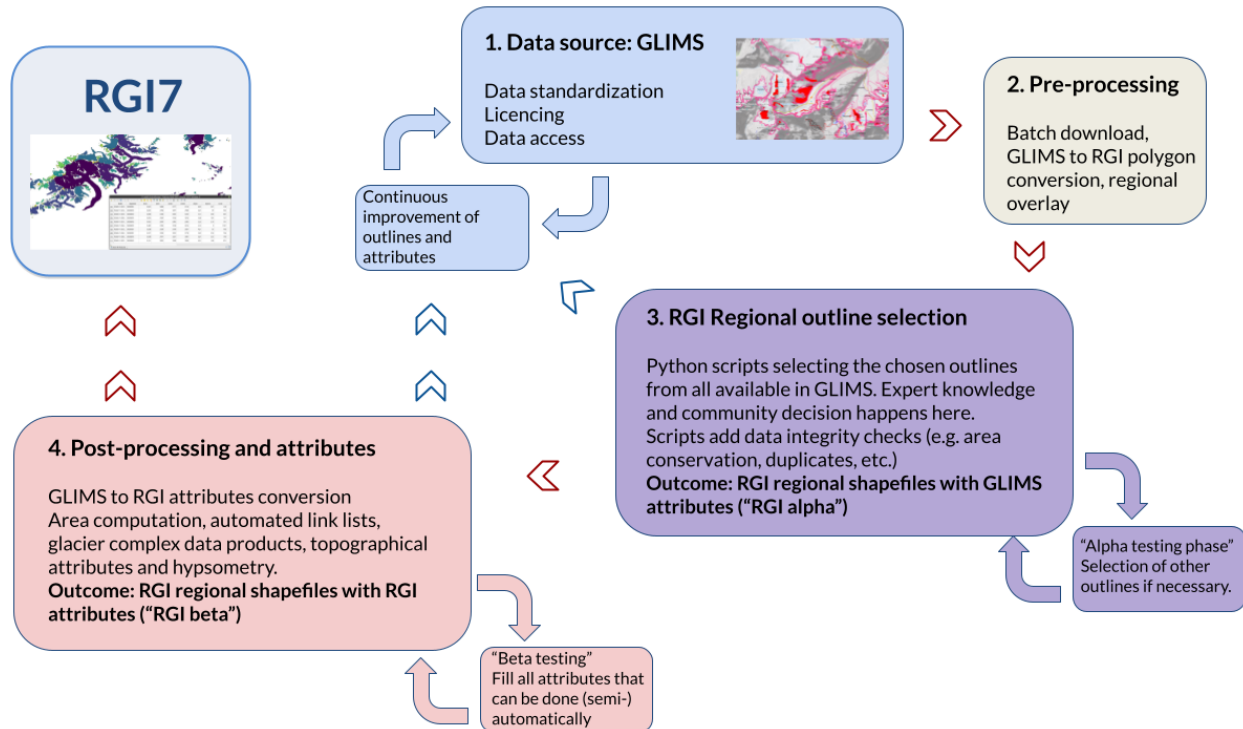 RGI7
1. Data source: GLIMS
Data standardization
Licencing
Data access
2. Pre-processing
Batch download,
GLIMS to RGI polygon
conversion, regional
overlay
Continuous
improvement of
outlines and
attributes
3. RGI Regional outline selection
Python scripts selecting the chosen outlines
from all available in GLIMS. Expert knowledge
and community decision happens here.
Scripts add data integrity checks (e.g. area
conservation, duplicates, etc.)
Outcome: RGI regional shapefiles with GLIMS
attributes (“RGI alpha”)
“Alpha testing phase”
Selection of other
outlines if necessary.
4. Post-processing and attributes
GLIMS to RGI attributes conversion
Area computation, automated link lists,
glacier complex data products, topographical
attributes and hypsometry.
Outcome: RGI regional shapefiles with RGI
attributes (“RGI beta”)
“Beta testing”
Fill all attributes that
can be done (semi-)
automatically